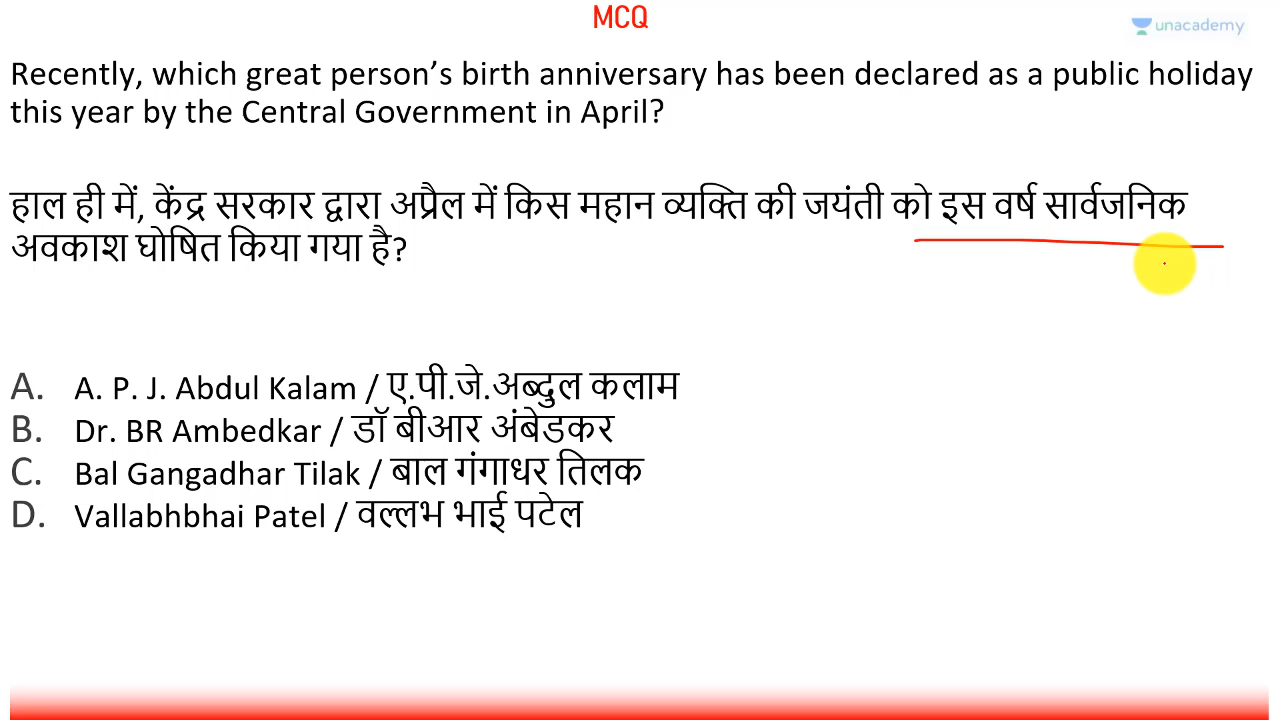 MCQ
unacademy
Recently, which great person’s birth anniversary has been declared as a public holiday
this year by the Central Government in April?
हाल ही में, केंद्र सरकार द्वारा अप्रैल में किस महान व्यक्ति की जयंती को इस वर्ष सार्वजनिक
अवकाश घोषित किया गया है?
A. A. P. J. Abdul Kalam / ए.पी.जे.अब्दुल कलाम
B. Dr. BR Ambedkar / डॉ बीआर अंबेडकर
C. Bal Gangadhar Tilak / बाल गंगाधर तिलक
D. Vallabhbhai Patel / वल्लभ भाई पटेल